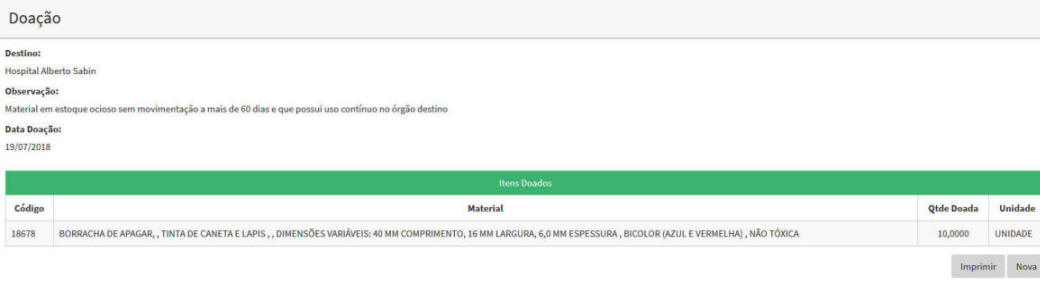 Doação
Destino:
Hospital Alberto Sabin
Observação:
Material em estoque ocioso sem movimentação a mais de 60 dias e que possui uso contínuo no órgão destino
Data Doação:
19/07/2018
Itens Doados
Código Material Qtde Doada Unidade
18678 BORRACHA DE APAGAR, , TINTA DE CANETA E LAPIS , , DIMENSÕES VARIÁVEIS: 40 MM COMPRIMENTO, 16 MM LARGURA, 6,0 MM ESPESSURA , BICOLOR (AZUL E VERMELHA) , NÃO TÓXICA 10,0000 UNIDADE
Imprimir Nova